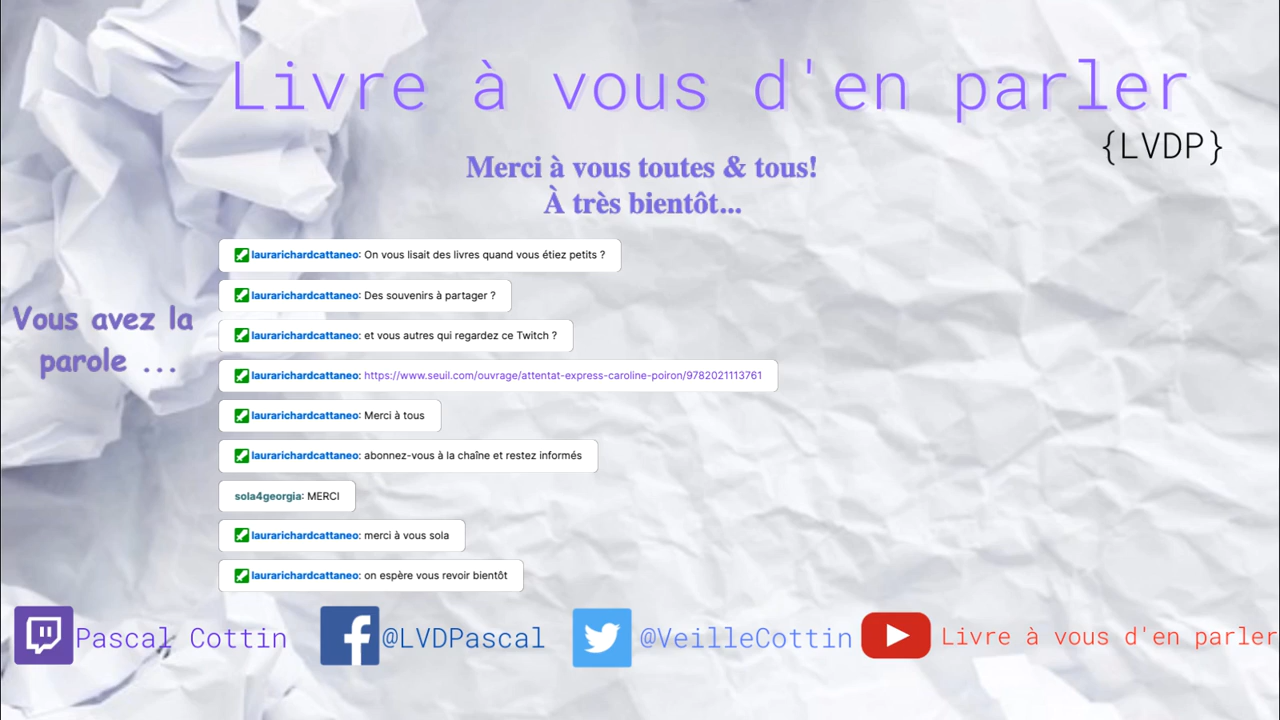 Livre à vous d'en parler
{LVDP}
Merci à vous toutes & tous!
À très bientôt...
Vous avez la
parole ...
laurarichardcattaneo: On vous lisait des livres quand vous étiez petits ?
laurarichardcattaneo: Des souvenirs à partager ?
laurarichardcattaneo: et vous autres qui regardez ce Twitch ?
laurarichardcattaneo: https://www.seuil.com/ouvrage/attentat-express-caroline-poiron/9782021113761
laurarichardcattaneo: Merci à tous
laurarichardcattaneo: abonnez-vous à la chaîne et restez informés
sola4georgia: MERCI
laurarichardcattaneo: merci à vous sola
laurarichardcattaneo: on espère vous revoir bientôt
Pascal Cottin @LVDPascal @VeilleCottin Livre à vous d'en parler